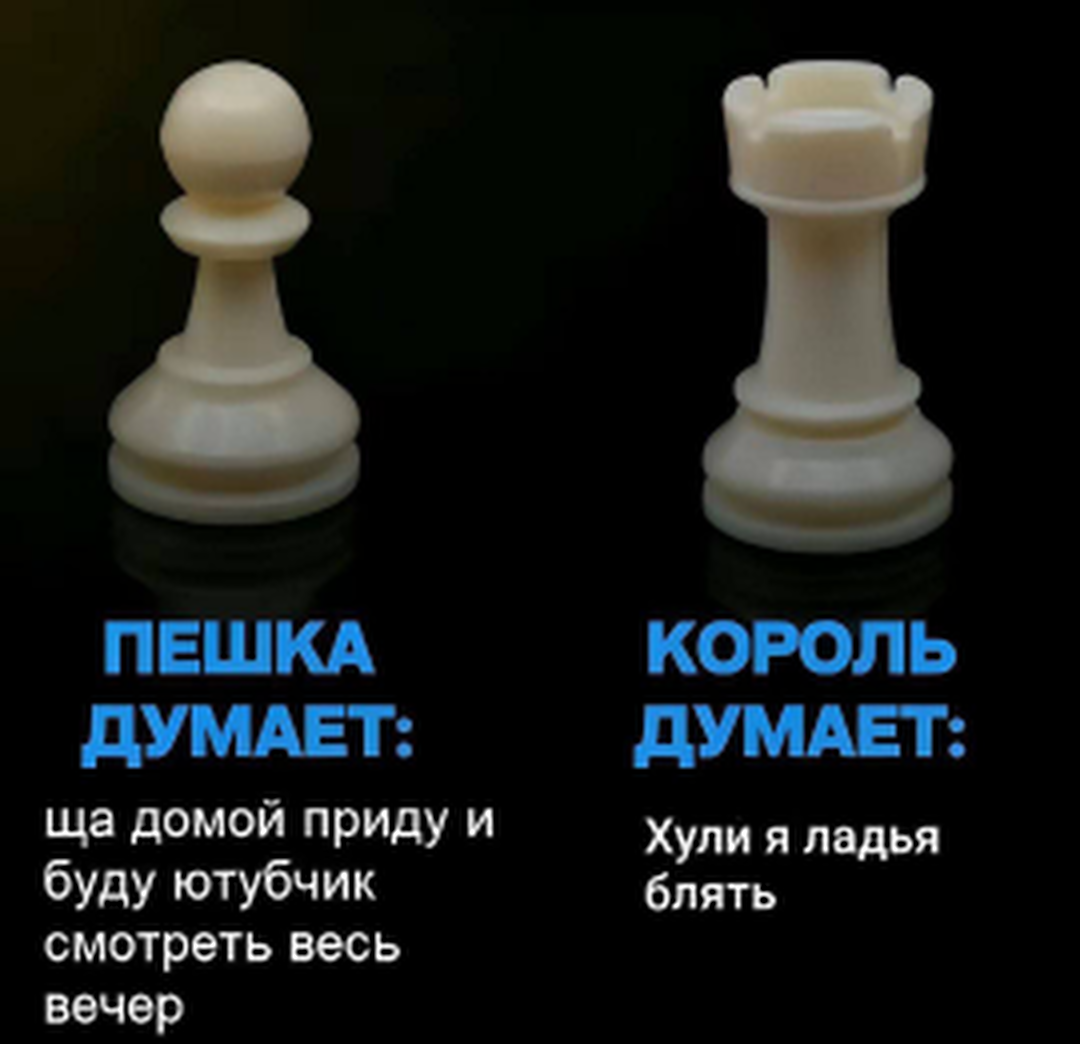 ПЕШКА
ДУМАЕТ:
ща домой приду и
буду ютубчик
смотреть весь
вечер
КОРОЛЬ
ДУМАЕТ:
Хули я ладья
блять